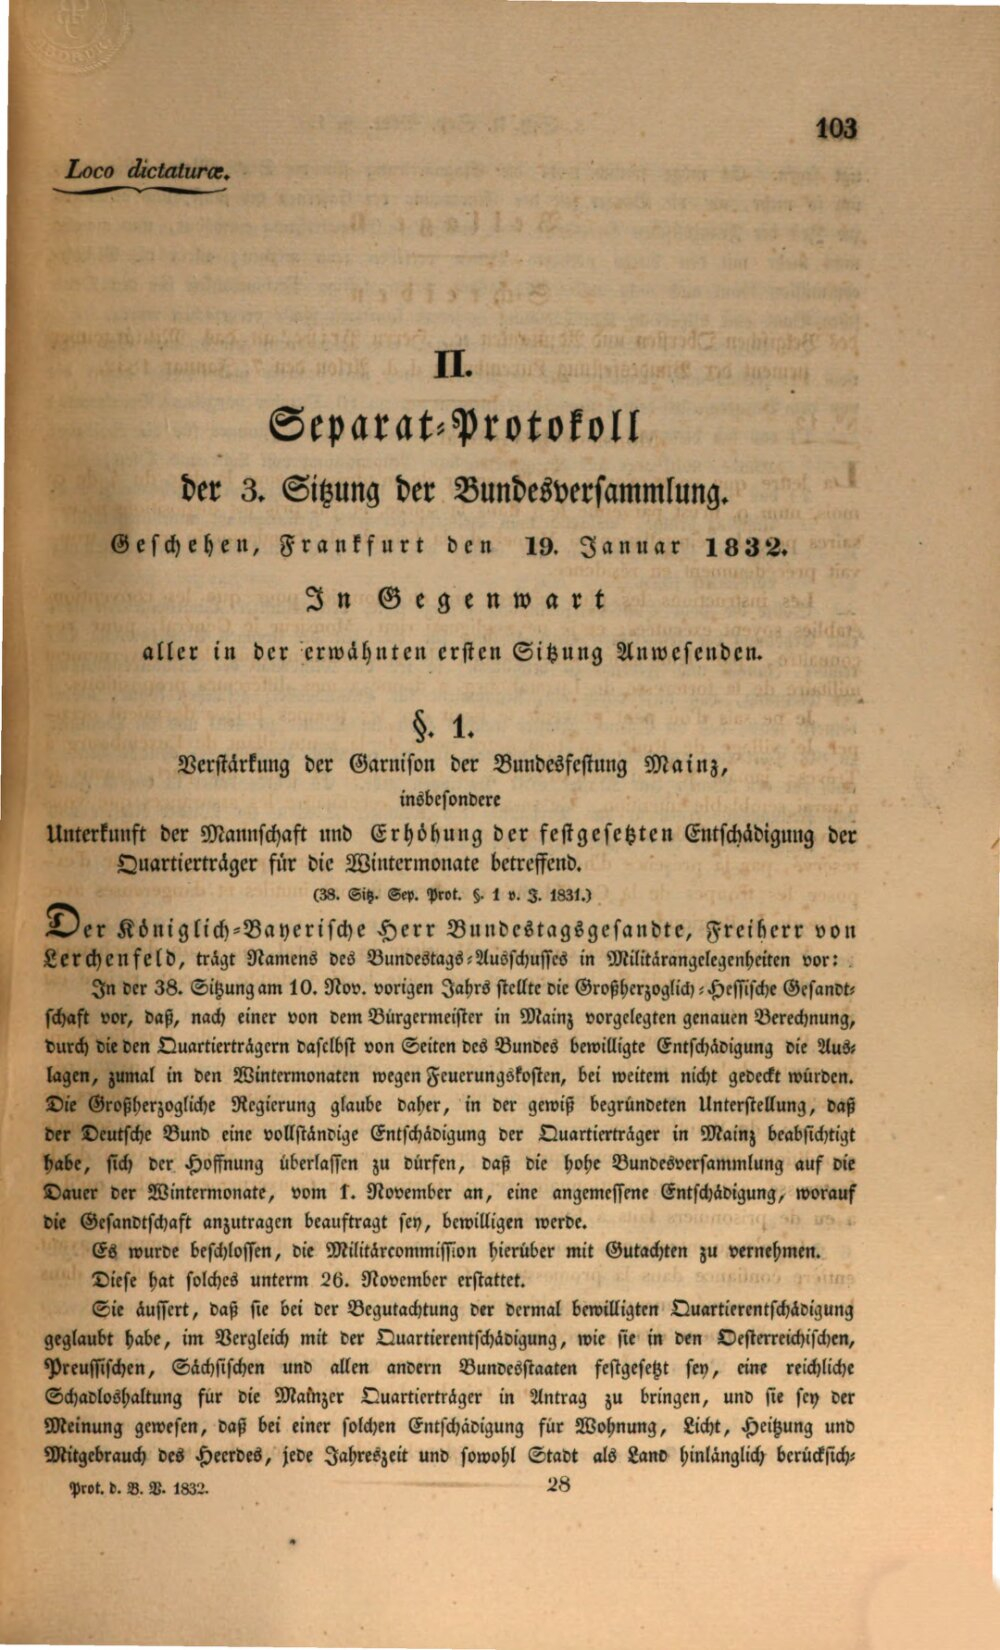 103
Loco dictaturæ.
II.
Separat-Protokoll
der 3. Sitzung der Bundesversammlung.
Geschehen, Frankfurt den 19. Januar 1832.
In Gegenwart
aller in der erwähnten ersten Sitzung Anwesenden.
§. 1.
Verstärkung der Garnison der Bundesfestung Mainz,
insbesondere
Unterkunft der Mannschaft und Erhöhung der festgesetzten Entschädigung der
Quartierträger für die Wintermonate betreffend.
(38. Sitz. Sep. Prot. §. 1 v. J. 1831.)
Der Königlich-Bayerische Herr Bundestagsgesandte, Freiherr von
Lerchenfeld, trägt Namens des Bundestags-Ausschusses in Militärangelegenheiten vor:
In der 38. Sitzung am 10. Nov. vorigen Jahrs stellte die Großherzoglich-Hessische Gesandt-
schaft vor, daß, nach einer von dem Bürgermeister in Mainz vorgelegten genauen Berechnung,
durch die den Quartierträgern daselbst von Seiten des Bundes bewilligte Entschädigung die Aus-
lagen, zumal in den Wintermonaten wegen Feuerungskosten, bei weitem nicht gedeckt würden.
Die Großherzogliche Regierung glaube daher, in der gewiß begründeten Unterstellung, daß
der Deutsche Bund eine vollständige Entschädigung der Quartierträger in Mainz beabsichtigt
habe, sich der Hoffnung überlassen zu dürfen, daß die hohe Bundesversammlung auf die
Dauer der Wintermonate, vom 1. November an, eine angemessene Entschädigung, worauf
die Gesandtschaft anzutragen beauftragt sey, bewilligen werde.
Es wurde beschlossen, die Militärcommission hierüber mit Gutachten zu vernehmen.
Diese hat solches unterm 26. November erstattet.
Sie äussert, daß sie bei der Begutachtung der dermal bewilligten Quartierentschädigung
geglaubt habe, im Vergleich mit der Quartierentschädigung, wie sie in den Oesterreichischen,
Preussischen, Sächsischen und allen andern Bundesstaaten festgesetzt sey, eine reichliche
Schadloshaltung für die Mainzer Quartierträger in Antrag zu bringen, und sie sey der
Meinung gewesen, daß bei einer solchen Entschädigung für Wohnung, Licht, Heitzung und
Mitgebrauch des Heerdes, jede Jahreszeit und sowohl Stadt als Land hinlänglich berücksich-
Prot. d. B. V. 1832.
28